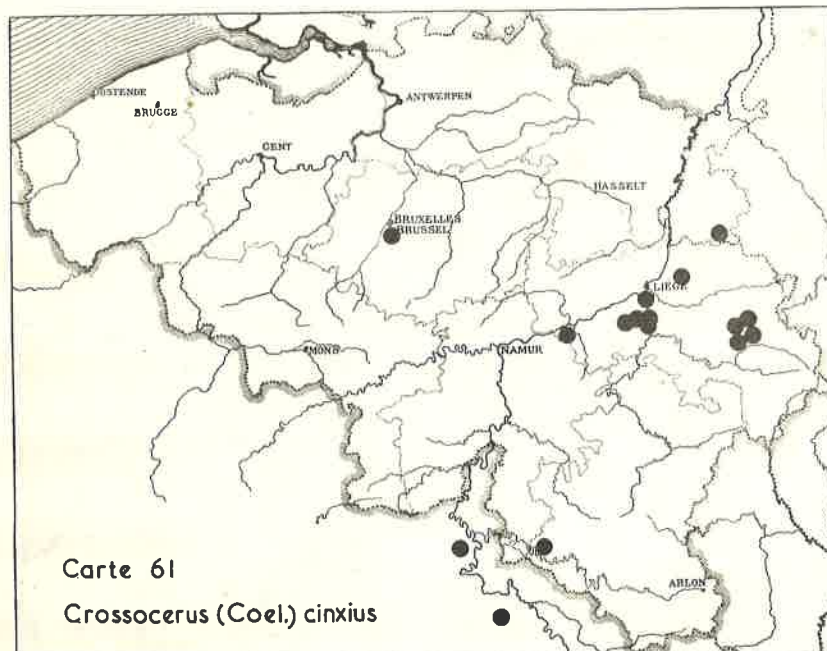 OSTENDE
BRUGGE
ANTWERPEN
GENT
HASSELT
BRUXELLES
BRUSSEL
LIEGE
MONS
NAMUR
ARLON
Carte 61
Crossocerus (Coel.) cinxius